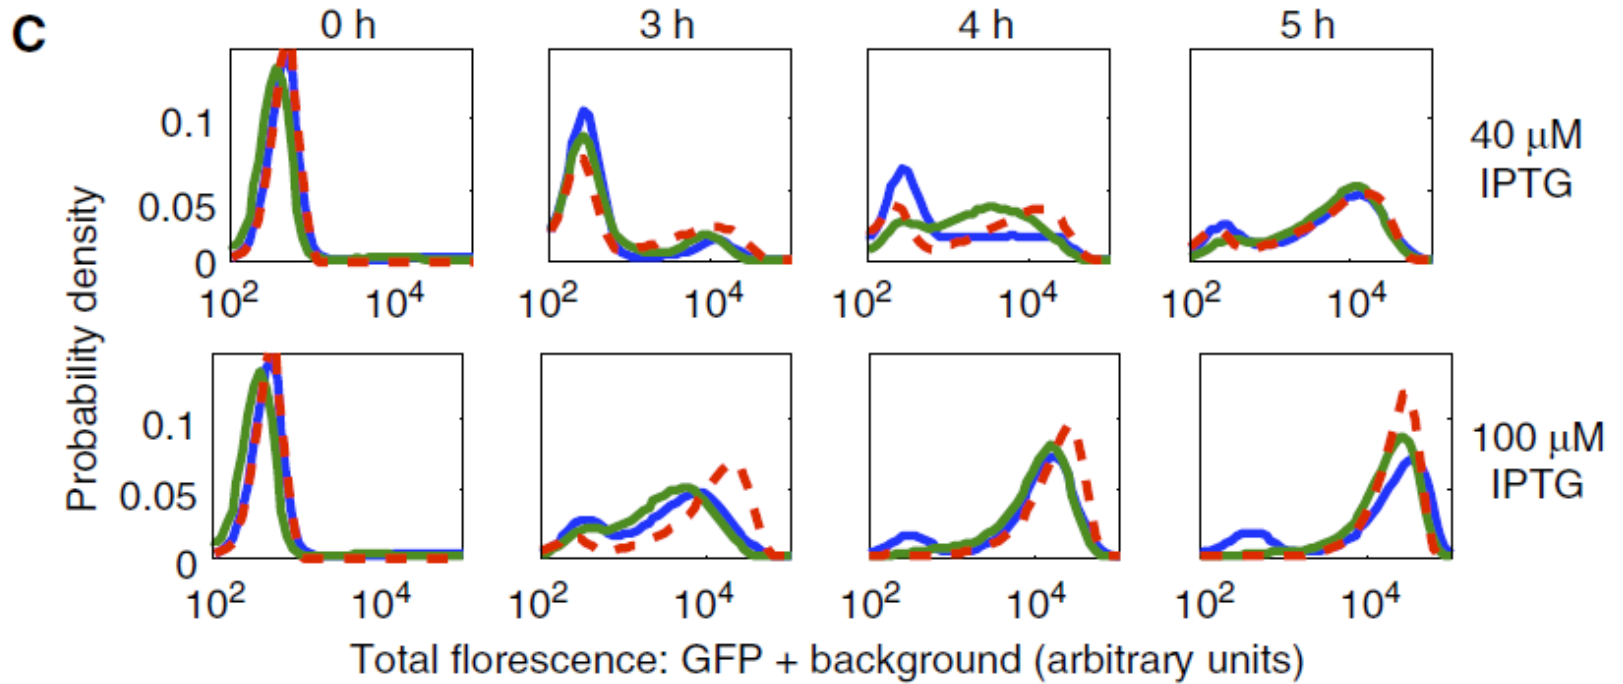 C
0 h 3 h 4 h 5 h
0.1
0.05
0
10² 10⁴ 10² 10⁴ 10² 10⁴ 10² 10⁴
40 µM
IPTG
Probability density
0.1
0.05
0
10² 10⁴ 10² 10⁴ 10² 10⁴ 10² 10⁴
100 µM
IPTG
Total florescence: GFP + background (arbitrary units)